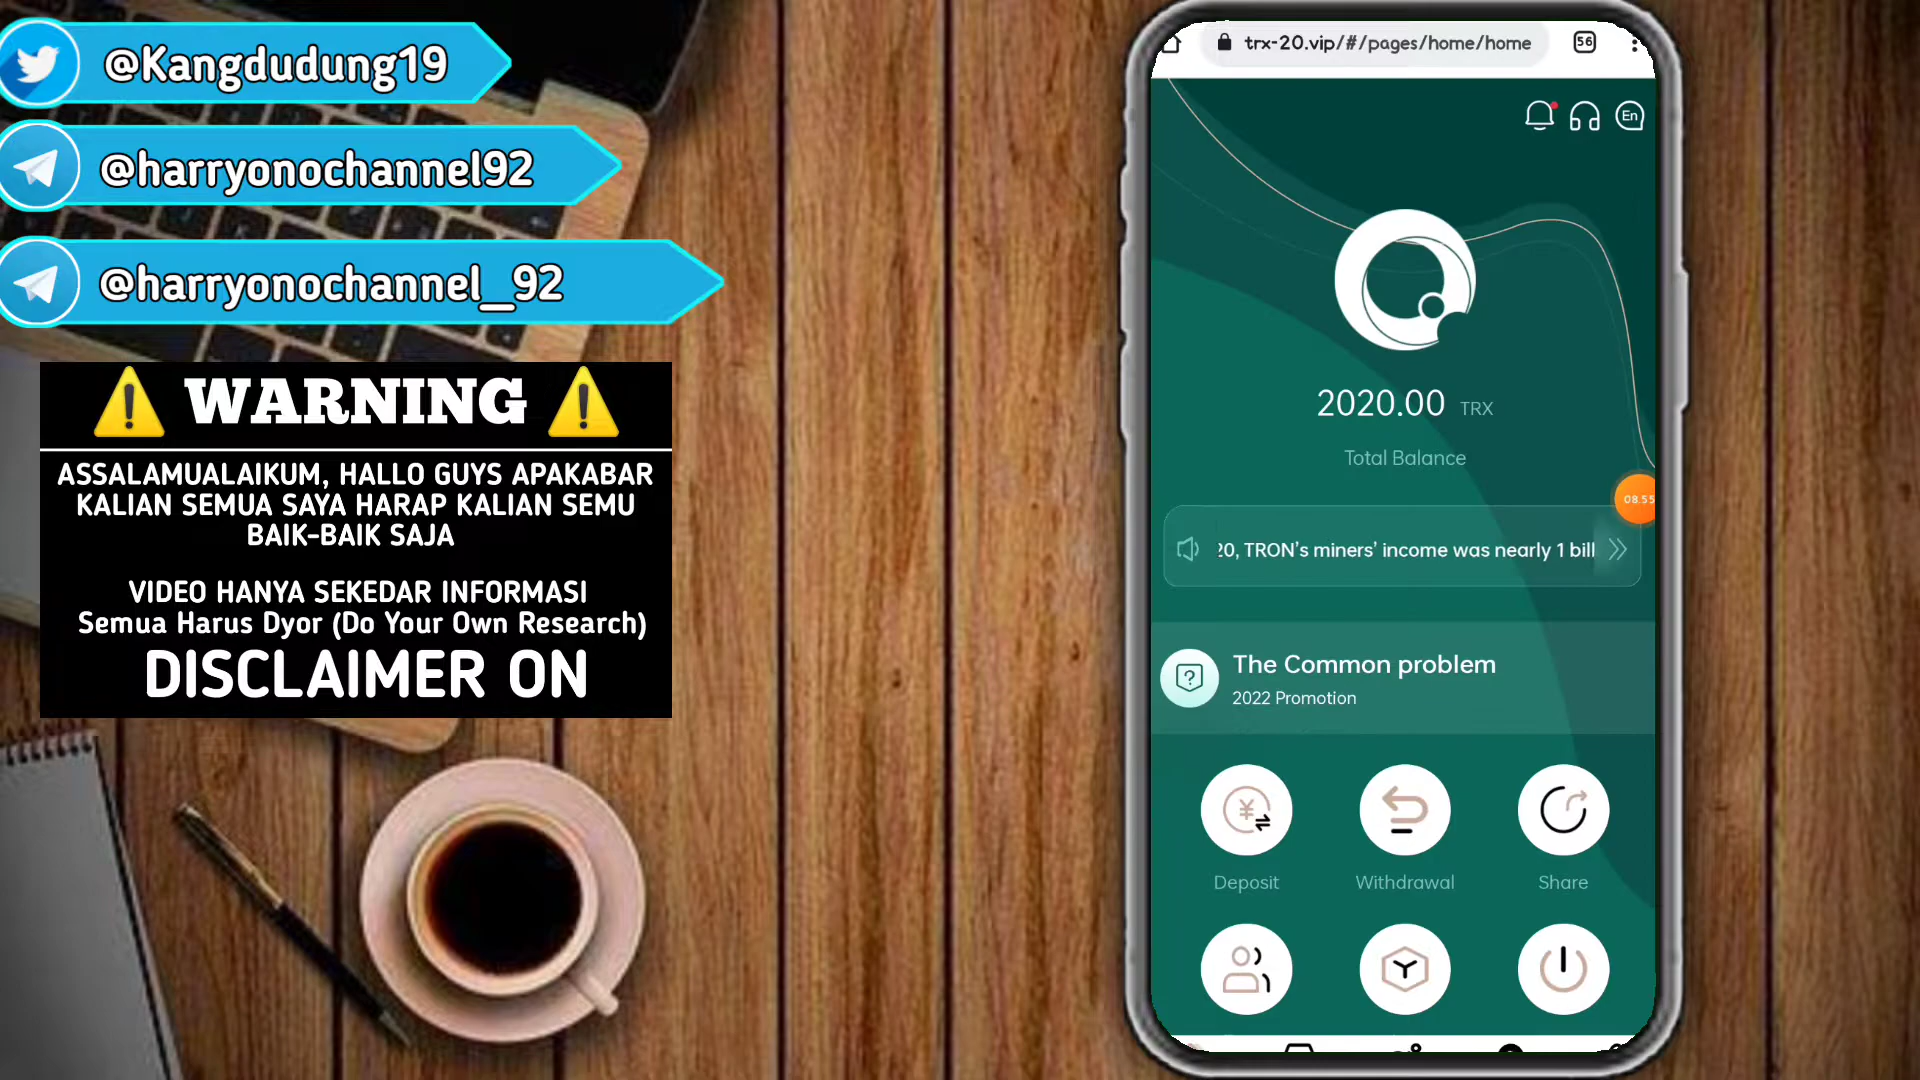 @Kangdudung19
@harryonochannel92
@harryonochannel_92
WARNING
ASSALAMUALAIKUM, HALLO GUYS APAKABAR
KALIAN SEMUA SAYA HARAP KALIAN SEMU
BAIK-BAIK SAJA
VIDEO HANYA SEKEDAR INFORMASI
Semua Harus Dyor (Do Your Own Research)
DISCLAIMER ON
trx-20.vip/#/pages/home/home
56
En
2020.00 TRX
Total Balance
08.55
20, TRON's miners' income was nearly 1 bill
The Common problem
2022 Promotion
Deposit
Withdrawal
Share